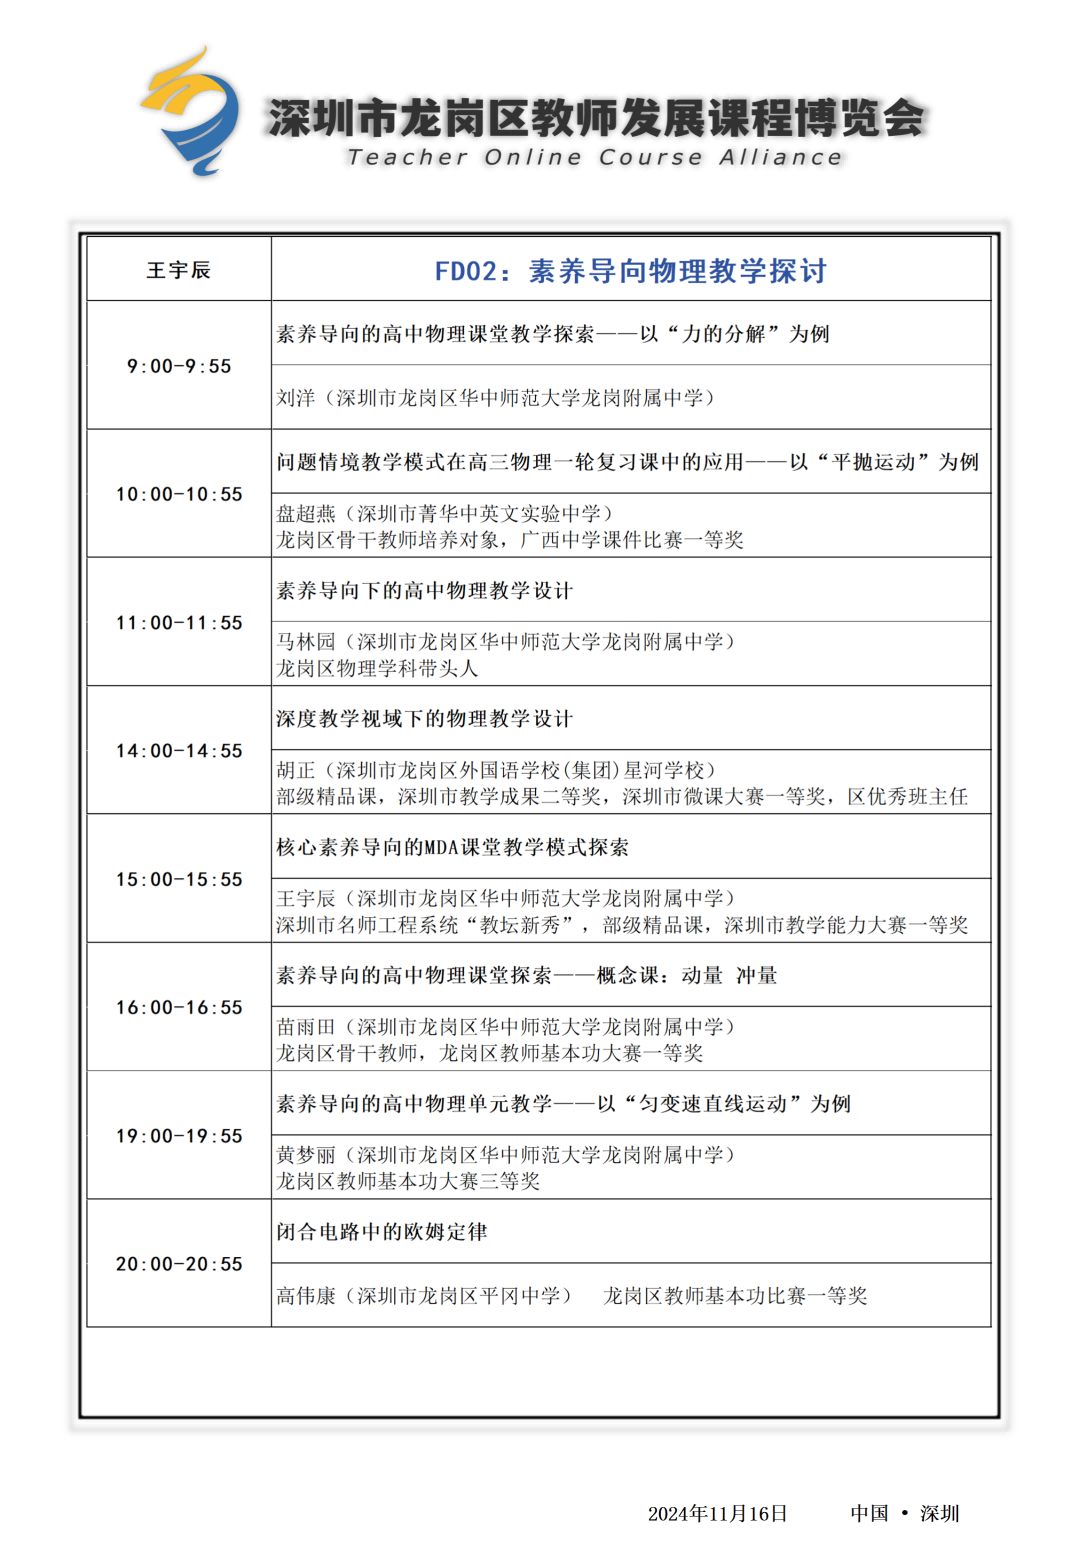 深圳市龙岗区教师发展课程博览会
Teacher Online Course Alliance
王宇辰
FD02：素养导向物理教学探讨
9:00-9:55
素养导向的高中物理课堂教学探索——以“力的分解”为例
刘洋（深圳市龙岗区华中师范大学龙岗附属中学）
10:00-10:55
问题情境教学模式在高三物理一轮复习课中的应用——以“平抛运动”为例
盘超燕（深圳市菁华中英文实验中学）
龙岗区骨干教师培养对象，广西中学课件比赛一等奖
11:00-11:55
素养导向下的高中物理教学设计
马林园（深圳市龙岗区华中师范大学龙岗附属中学）
龙岗区物理学科带头人
14:00-14:55
深度教学视域下的物理教学设计
胡正（深圳市龙岗区外国语学校(集团)星河学校）
部级精品课，深圳市教学成果二等奖，深圳市微课大赛一等奖，区优秀班主任
15:00-15:55
核心素养导向的MDA课堂教学模式探索
王宇辰（深圳市龙岗区华中师范大学龙岗附属中学）
深圳市名师工程系统“教坛新秀”，部级精品课，深圳市教学能力大赛一等奖
16:00-16:55
素养导向的高中物理课堂探索——概念课：动量 冲量
苗雨田（深圳市龙岗区华中师范大学龙岗附属中学）
龙岗区骨干教师，龙岗区教师基本功大赛一等奖
19:00-19:55
素养导向的高中物理单元教学——以“匀变速直线运动”为例
黄梦丽（深圳市龙岗区华中师范大学龙岗附属中学）
龙岗区教师基本功大赛三等奖
20:00-20:55
闭合电路中的欧姆定律
高伟康（深圳市龙岗区平冈中学） 龙岗区教师基本功比赛一等奖
2024年11月16日 中国 • 深圳